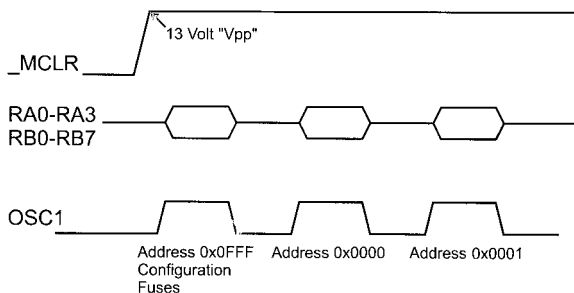 13 Volt "Vpp"
_MCLR
RA0-RA3
RB0-RB7
OSC1
Address 0x0FFF
Configuration
Fuses
Address 0x0000
Address 0x0001